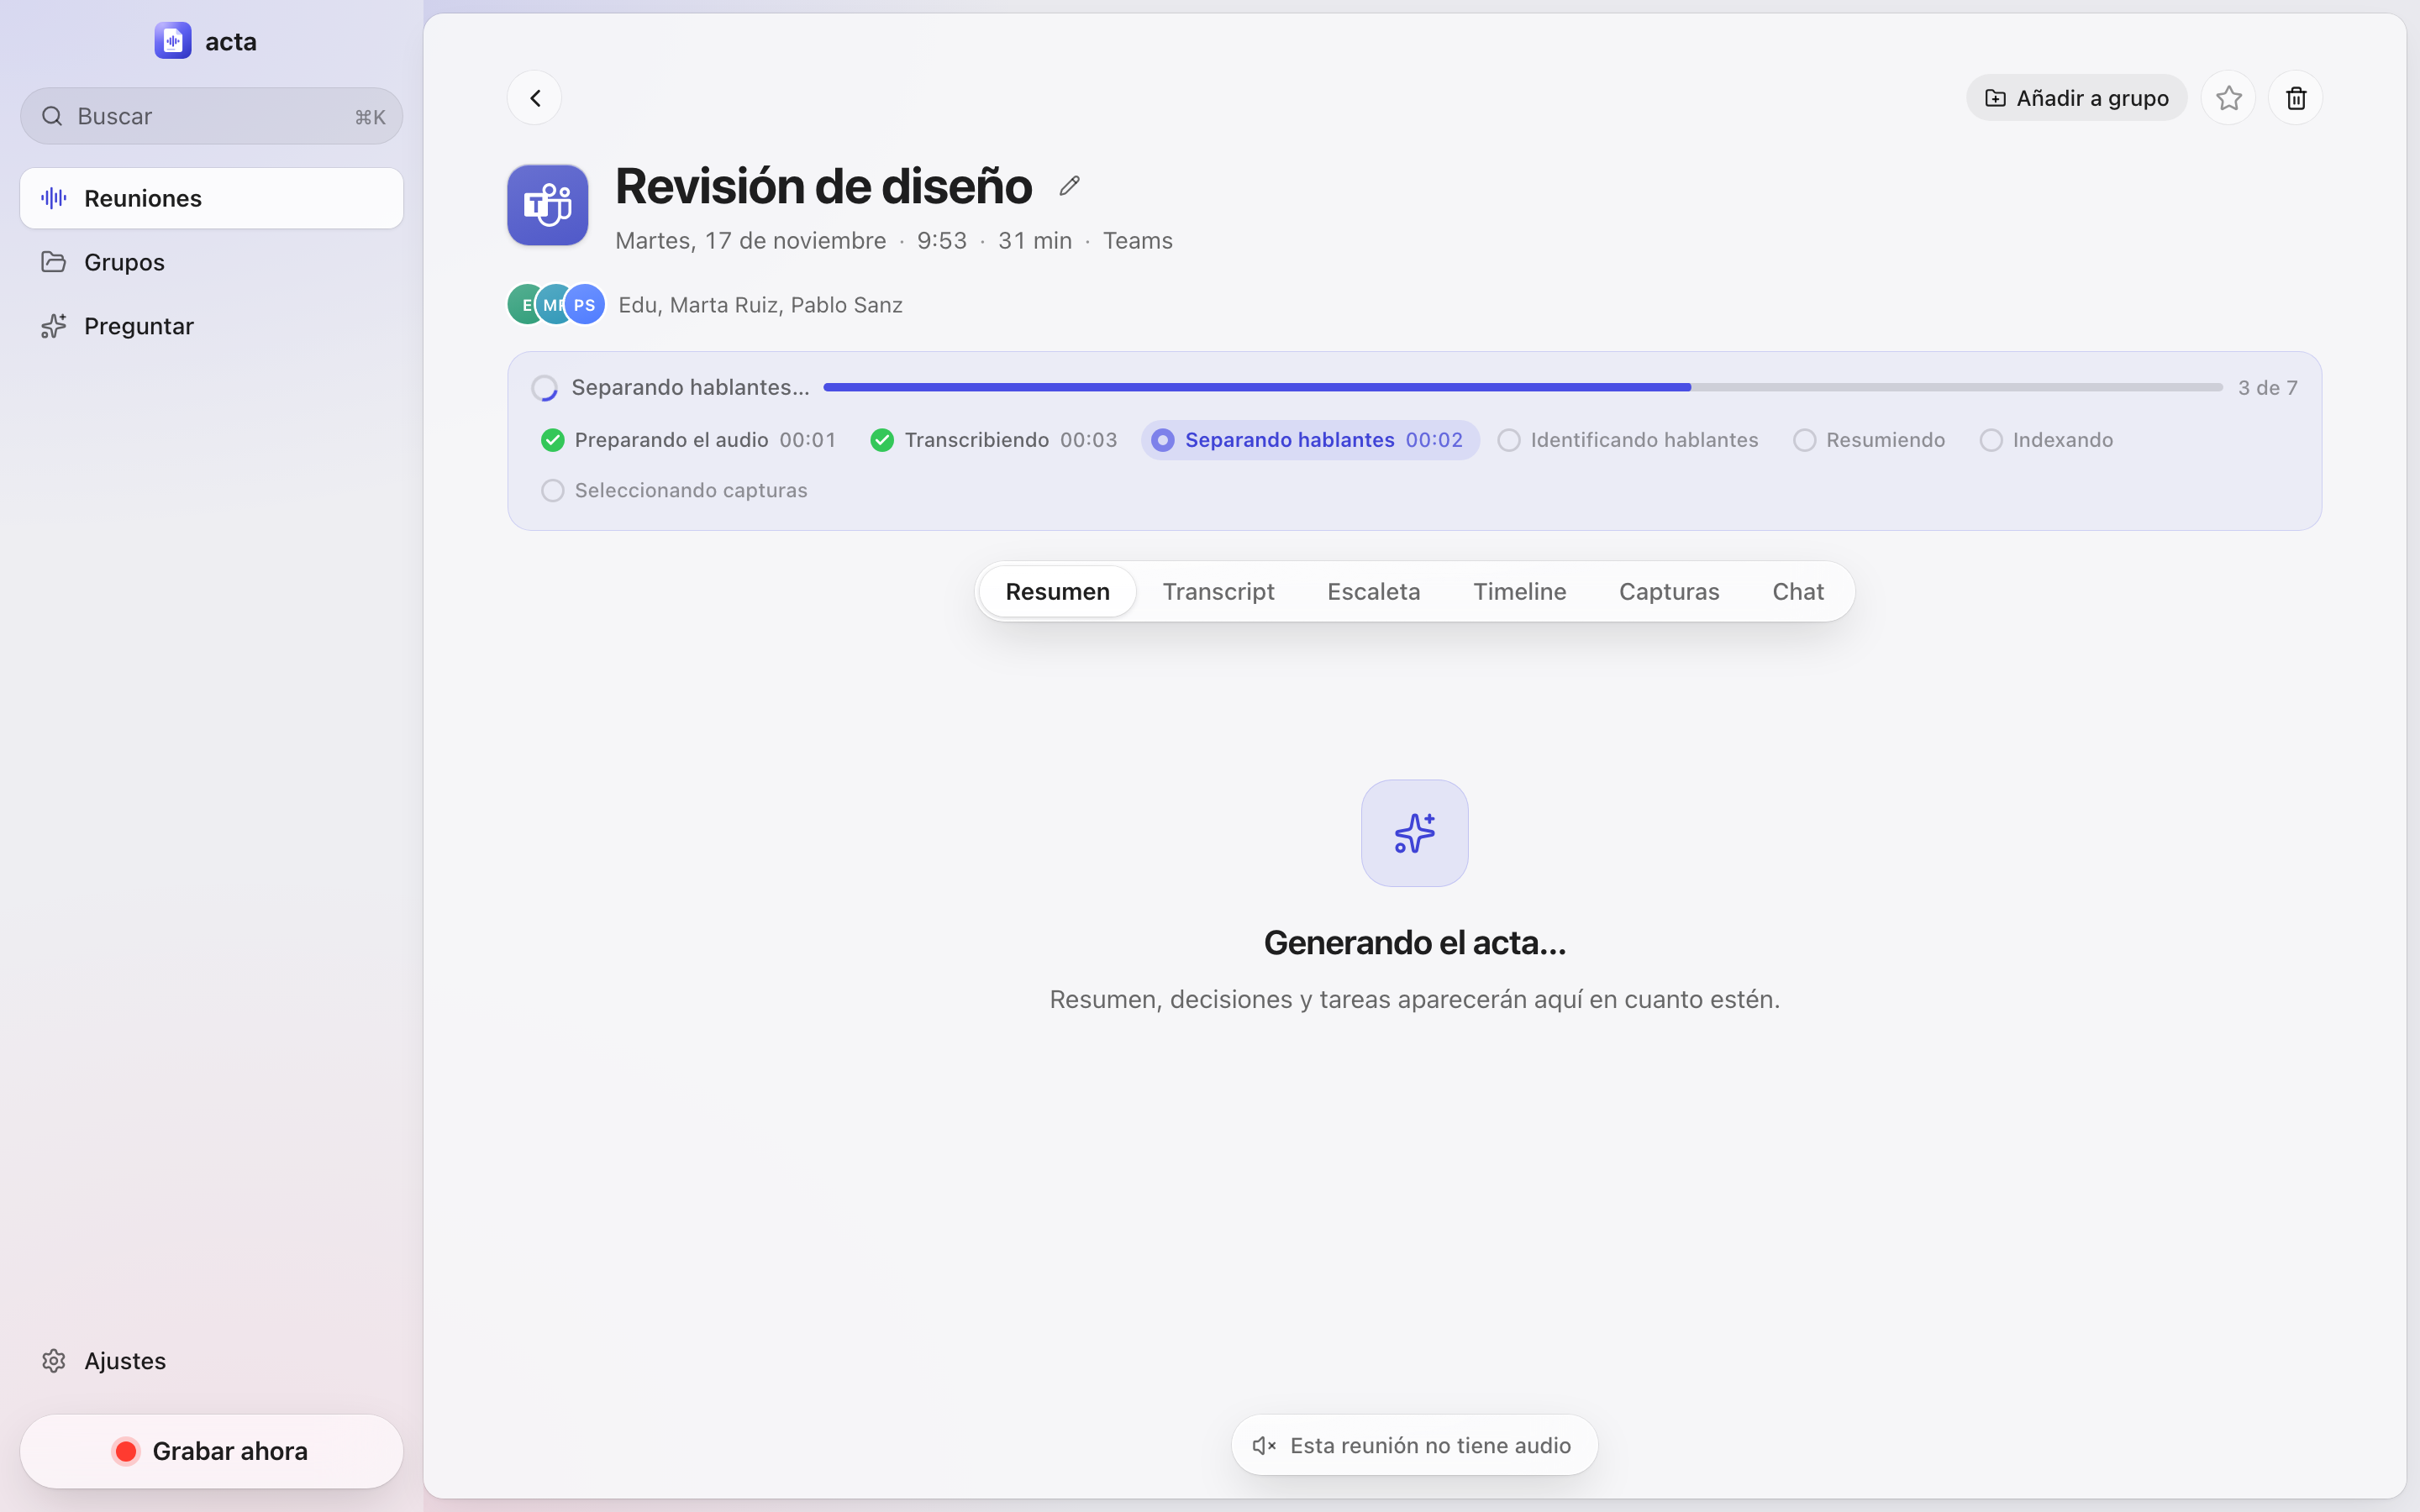 acta
Buscar ⌘K
Reuniones
Grupos
Preguntar
Ajustes
Grabar ahora
Añadir a grupo
Revisión de diseño
Martes, 17 de noviembre · 9:53 · 31 min · Teams
E MR PS Edu, Marta Ruiz, Pablo Sanz
Separando hablantes... 3 de 7
Preparando el audio 00:01 Transcribiendo 00:03 Separando hablantes 00:02 Identificando hablantes Resumiendo Indexando
Seleccionando capturas
Resumen Transcript Escaleta Timeline Capturas Chat
Generando el acta...
Resumen, decisiones y tareas aparecerán aquí en cuanto estén.
Esta reunión no tiene audio